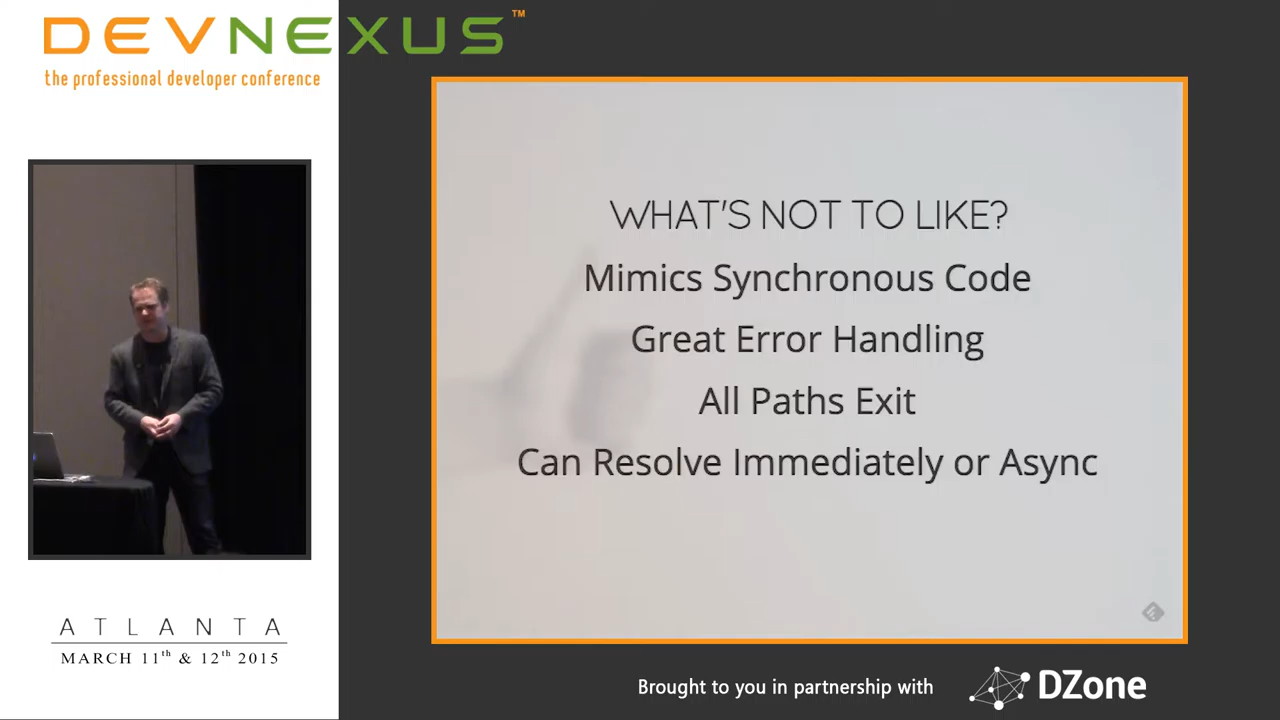 DEVNEXUS™
the professional developer conference
WHAT'S NOT TO LIKE?
Mimics Synchronous Code
Great Error Handling
All Paths Exit
Can Resolve Immediately or Async
ATLANTA
MARCH 11th & 12th 2015
Brought to you in partnership with DZone